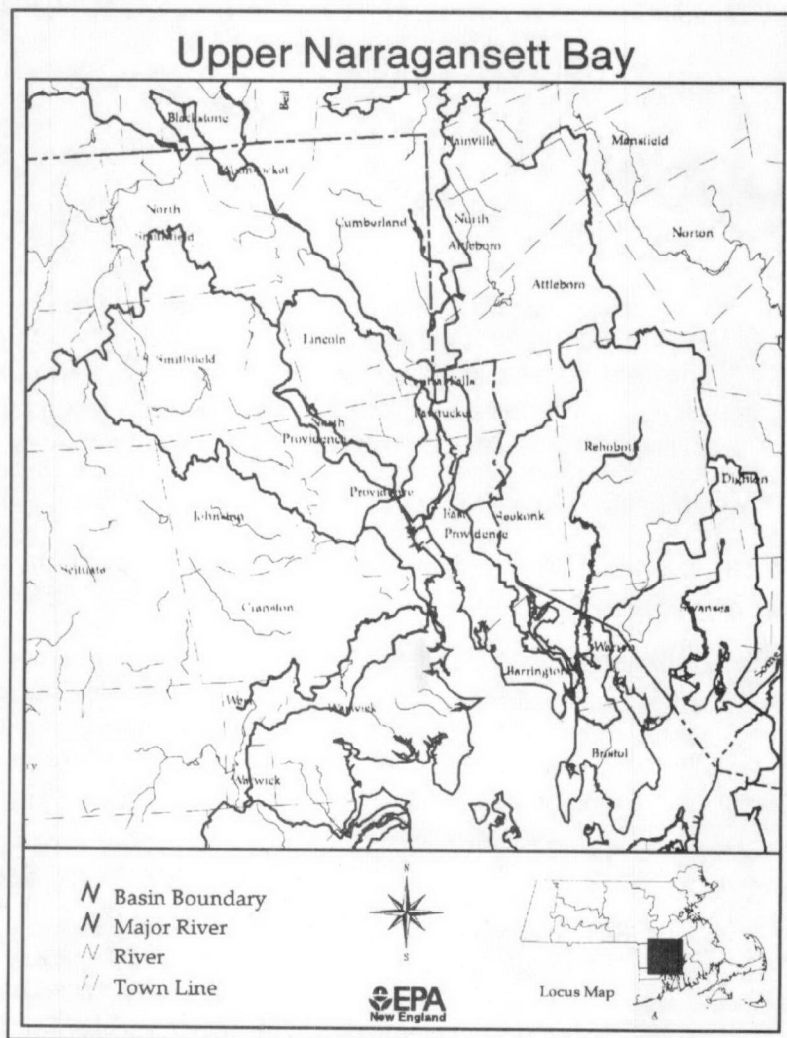 Upper Narragansett Bay
Bel
Blackstone
Plainville
Mansfield
North
Smithfield
Cumberland
North
Attleboro
Norton
Attleboro
Lincoln
Smithfield
Central Falls
Pawtucket
North
Providence
Rehoboth
Dighton
Providence
East
Providence
Seekonk
Johnston
Scituate
Cranston
Swansea
Warren
Barrington
West
Warwick
Warwick
Bristol
N
N Basin Boundary
N Major River
N River
Town Line
S
EPA
New England
Locus Map